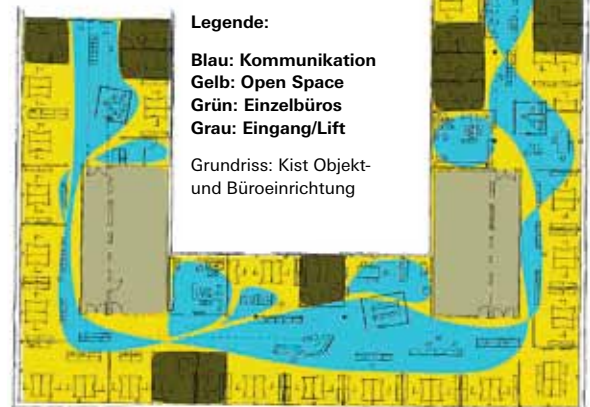 Legende:
Blau: Kommunikation
Gelb: Open Space
Grün: Einzelbüros
Grau: Eingang/Lift
Grundriss: Kist Objekt-
und Büroeinrichtung